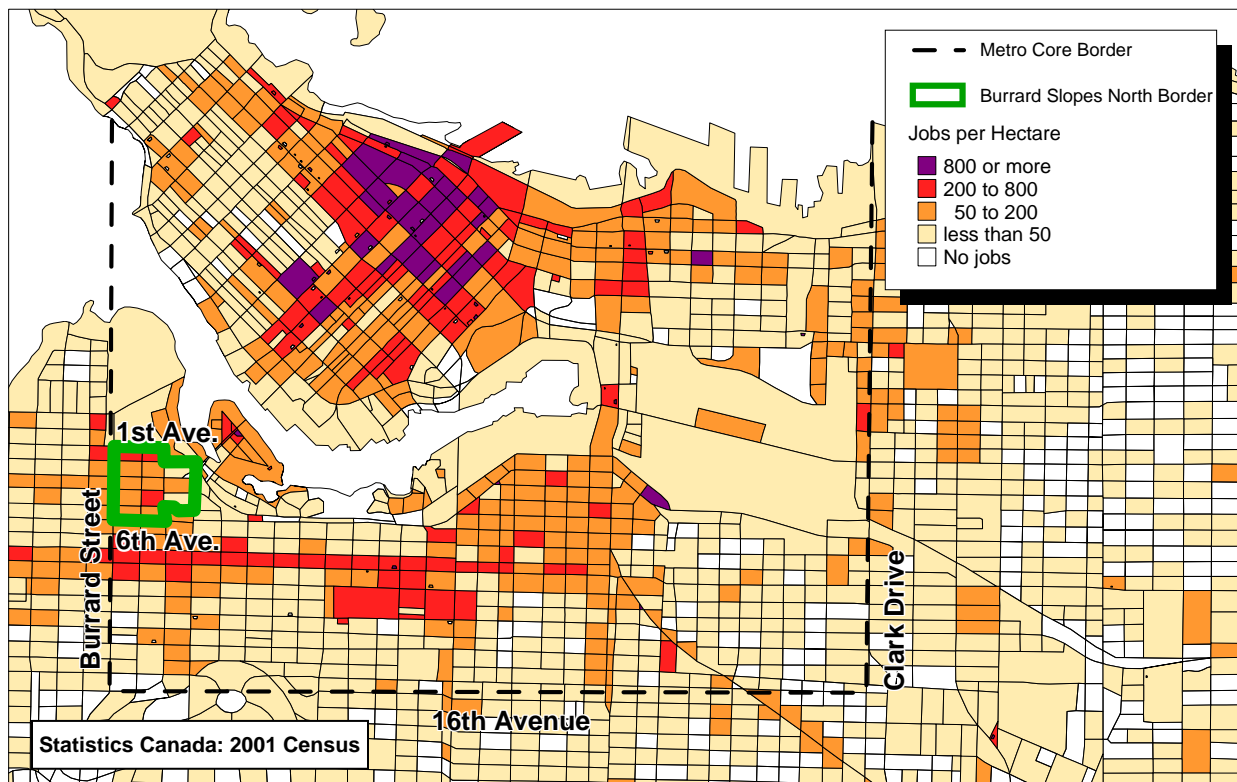 Metro Core Border
Burrard Slopes North Border
Jobs per Hectare
800 or more
200 to 800
50 to 200
less than 50
No jobs
1st Ave.
6th Ave.
Burrard Street
Clark Drive
16th Avenue
Statistics Canada: 2001 Census